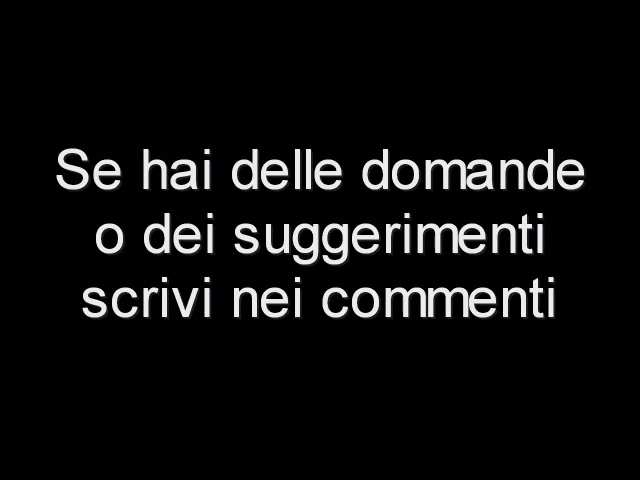 Se hai delle domande
o dei suggerimenti
scrivi nei commenti